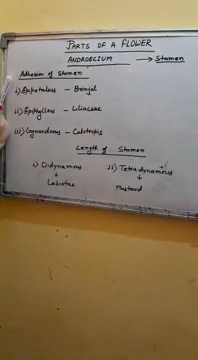 PARTS OF A FLOWER
ANDROECIUM → Stamen
Adhesion of Stamen
i) Epipetalous - Brinjal
ii) Epiphyllous - Liliaceae
iii) Gynandrous - Calotropis
Length of Stamen
i) Didynamous ii) Tetradynamous
↓ ↓
Labiatae Mustard